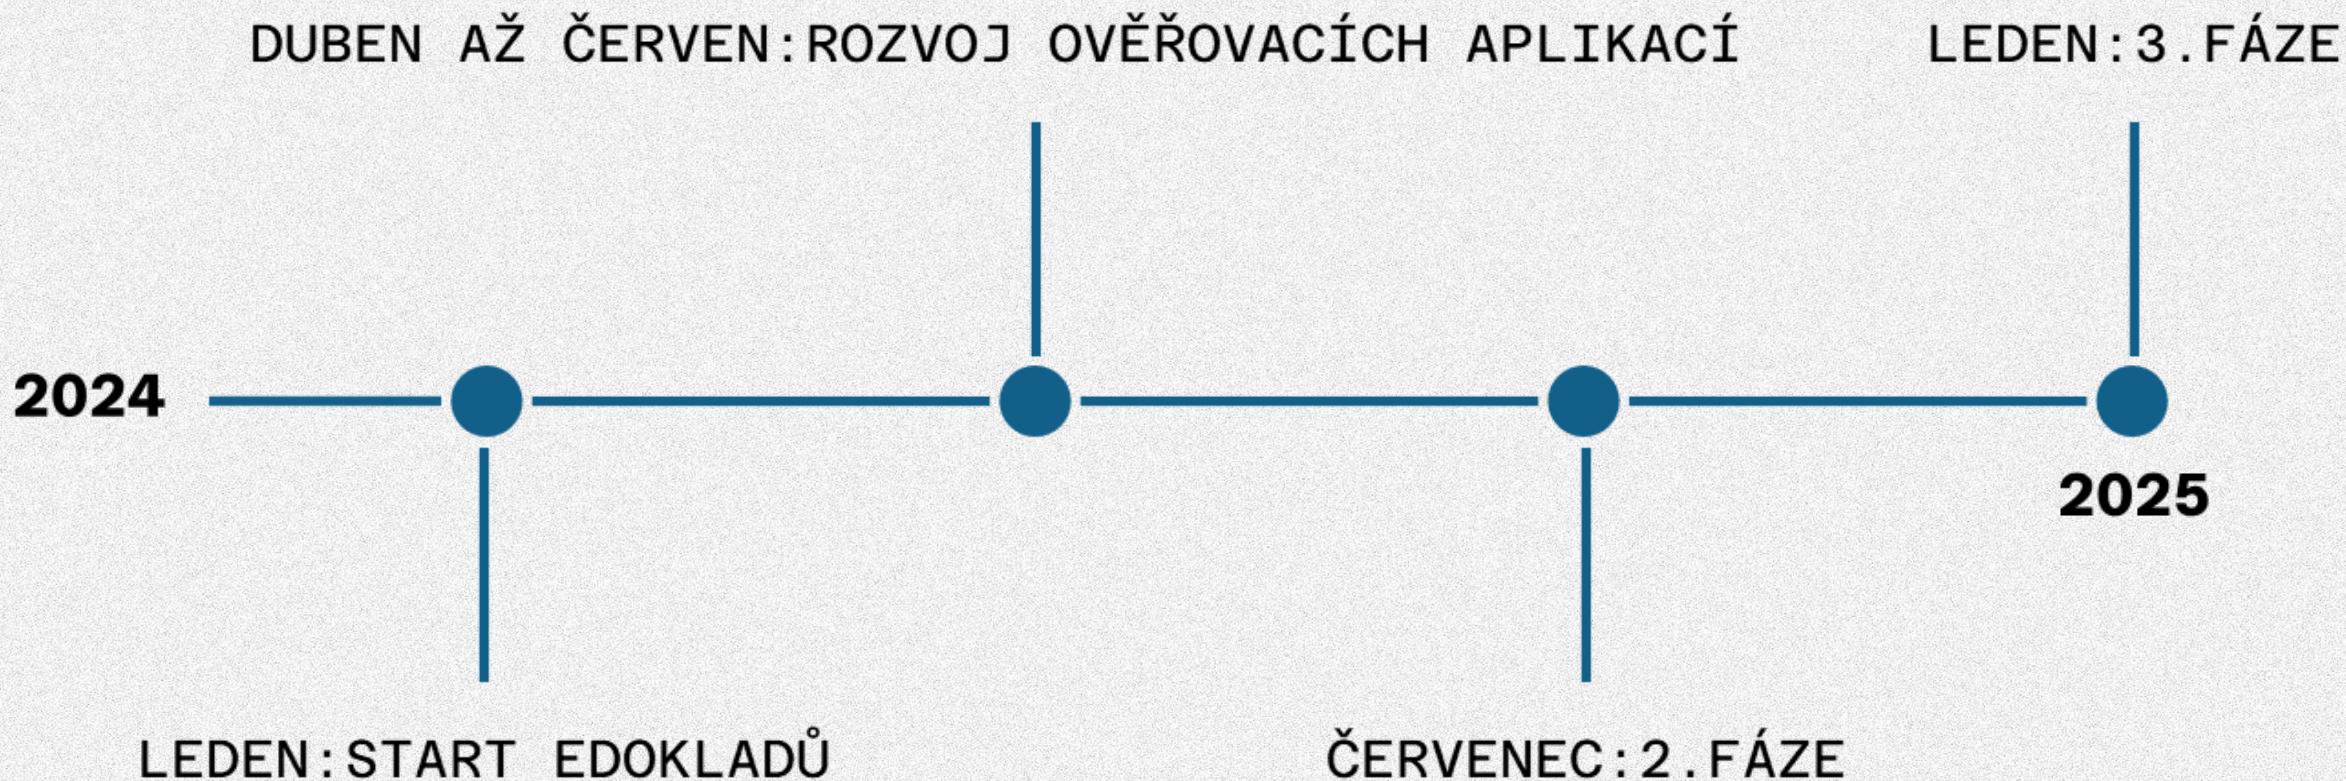 DUBEN AŽ ČERVEN:ROZVOJ OVĚŘOVACÍCH APLIKACÍ
LEDEN:3.FÁZE
2024
2025
LEDEN:START EDOKLADŮ
ČERVENEC:2.FÁZE